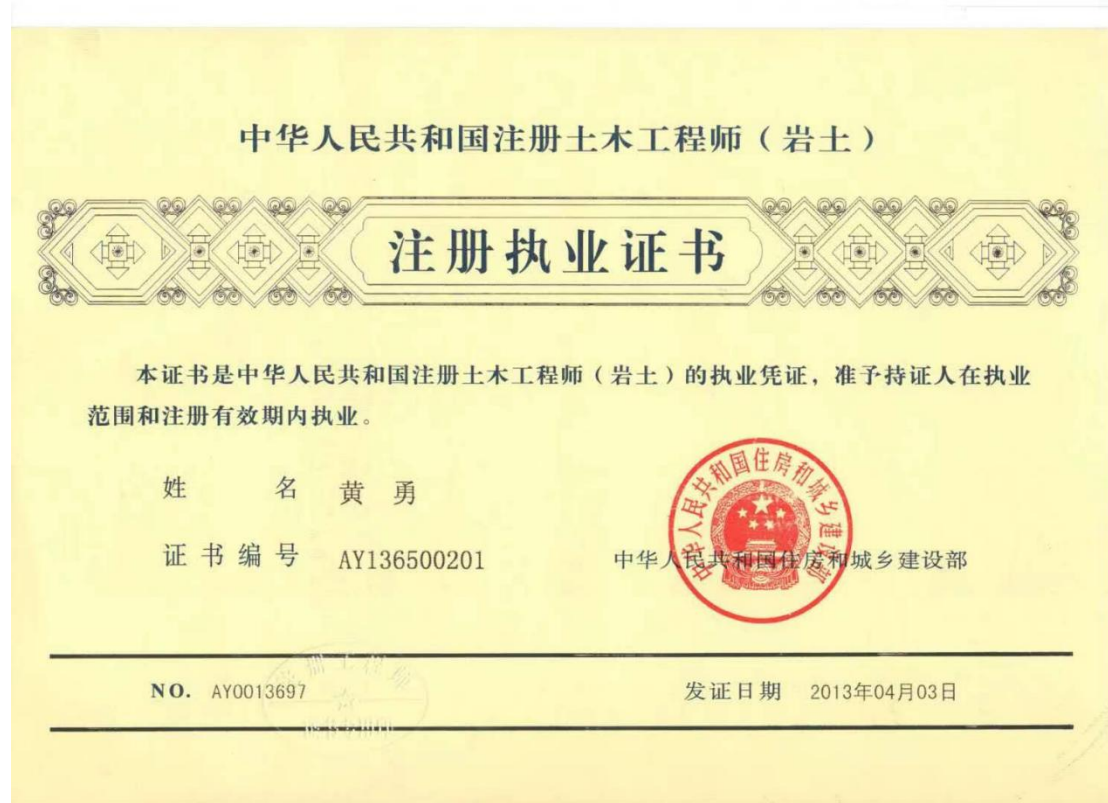 中华人民共和国注册土木工程师（岩土）
注册执业证书
本证书是中华人民共和国注册土木工程师（岩土）的执业凭证，准予持证人在执业
范围和注册有效期内执业。
姓 名 黄 勇
证书编号 AY136500201
中华人民共和国住房和城乡建设部
中华人民共和国住房和城乡建设部
NO. AY0013697
发证日期 2013年04月03日